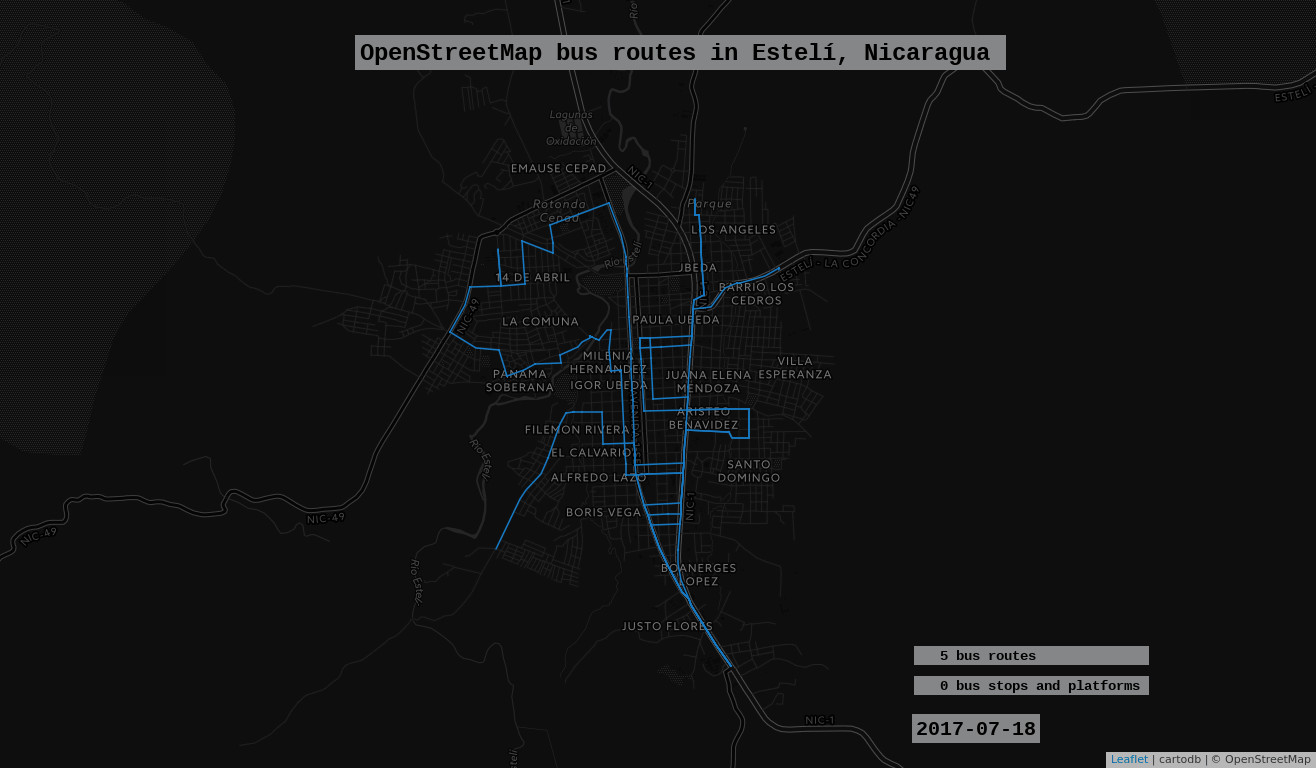 OpenStreetMap bus routes in Estelí, Nicaragua
Lagunas
de
Oxidación
EMAUSE CEPAD
NIC-1
Rotonda
Cepad
Parque
LOS ANGELES
NIC-49
ESTELÍ - LA CONCORDIA
Río Estelí
14 DE ABRIL
UBEDA
BARRIO LOS
CEDROS
NIC-49
LA COMUNA
PAULA UBEDA
MILENIA
HERNANDEZ
VILLA
ESPERANZA
PANAMA
SOBERANA
IGOR UBEDA
JUANA ELENA
MENDOZA
ARISTEO
BENAVIDEZ
FILEMON RIVERA
EL CALVARIO
Río Estelí
ALFREDO LAZO
SANTO
DOMINGO
BORIS VEGA
NIC-1
NIC-49
NIC-49
BOANERGES
LOPEZ
Río Estelí
JUSTO FLORES
5 bus routes
0 bus stops and platforms
NIC-1
2017-07-18
Leaflet | cartodb | © OpenStreetMap